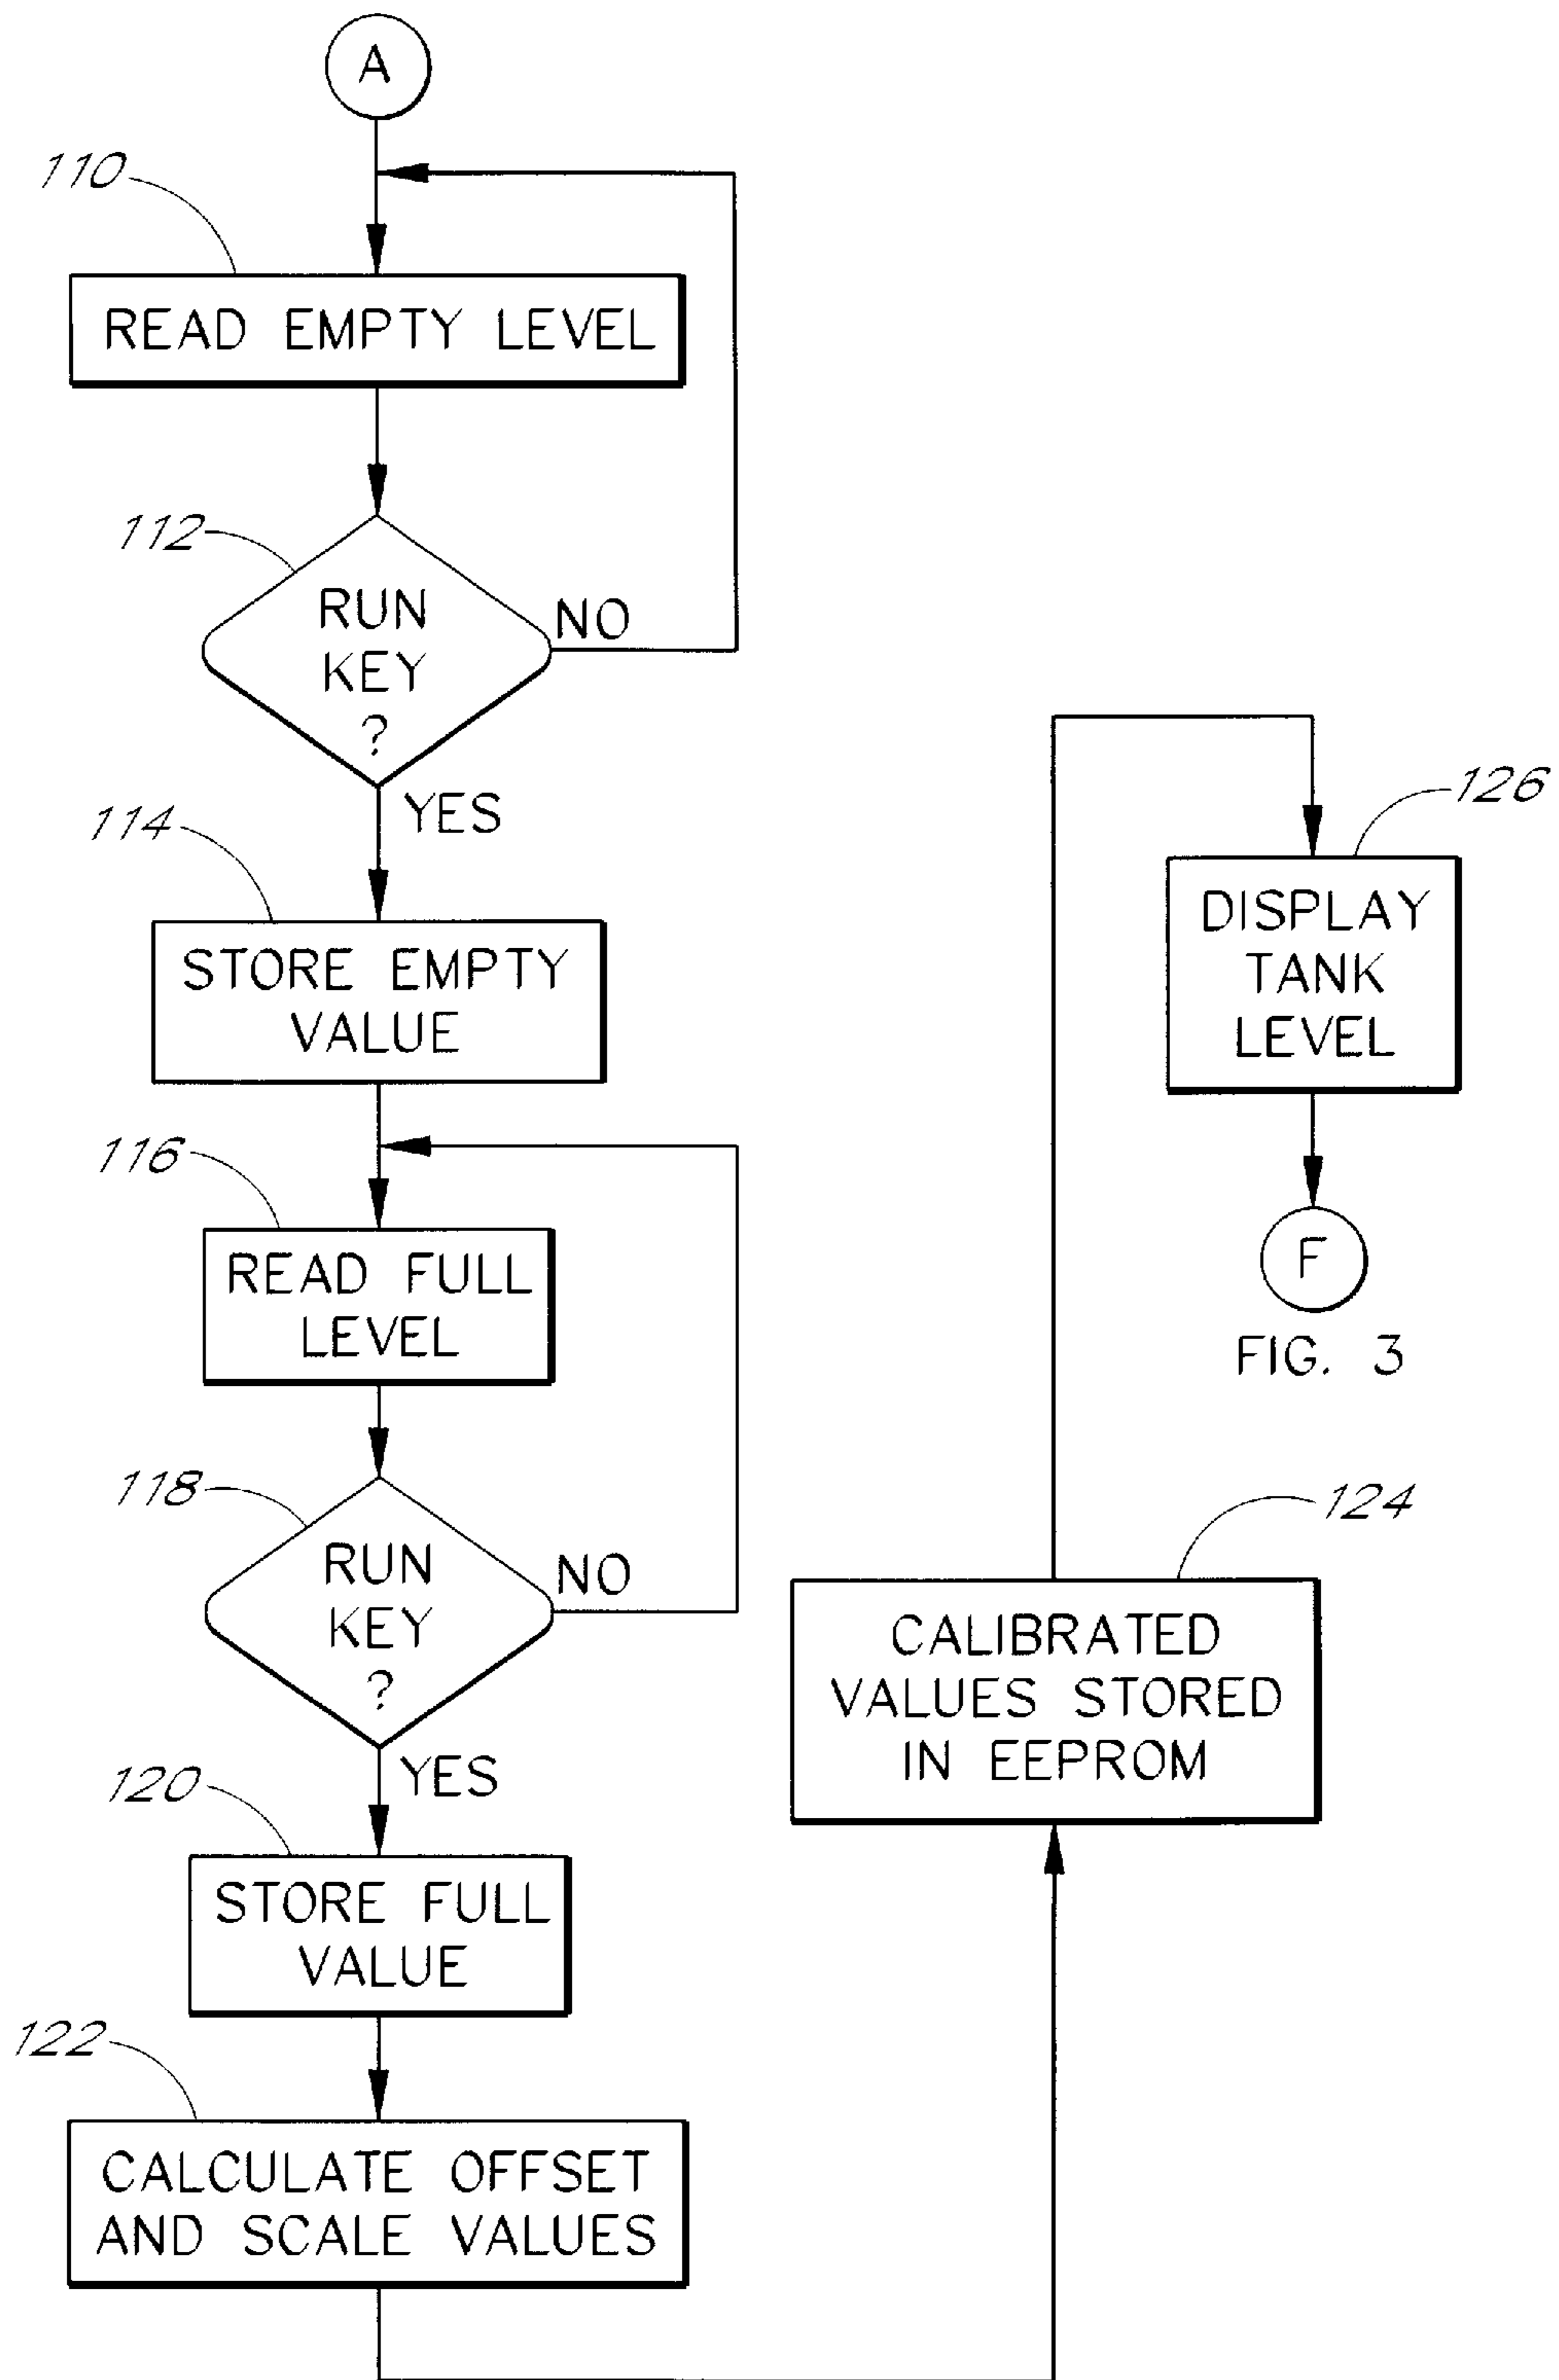 A
110
READ EMPTY LEVEL
112
RUN
KEY
?
NO
YES
114
STORE EMPTY
VALUE
116
READ FULL
LEVEL
118
RUN
KEY
?
NO
YES
120
STORE FULL
VALUE
122
CALCULATE OFFSET
AND SCALE VALUES
124
CALIBRATED
VALUES STORED
IN EEPROM
126
DISPLAY
TANK
LEVEL
F
FIG. 3